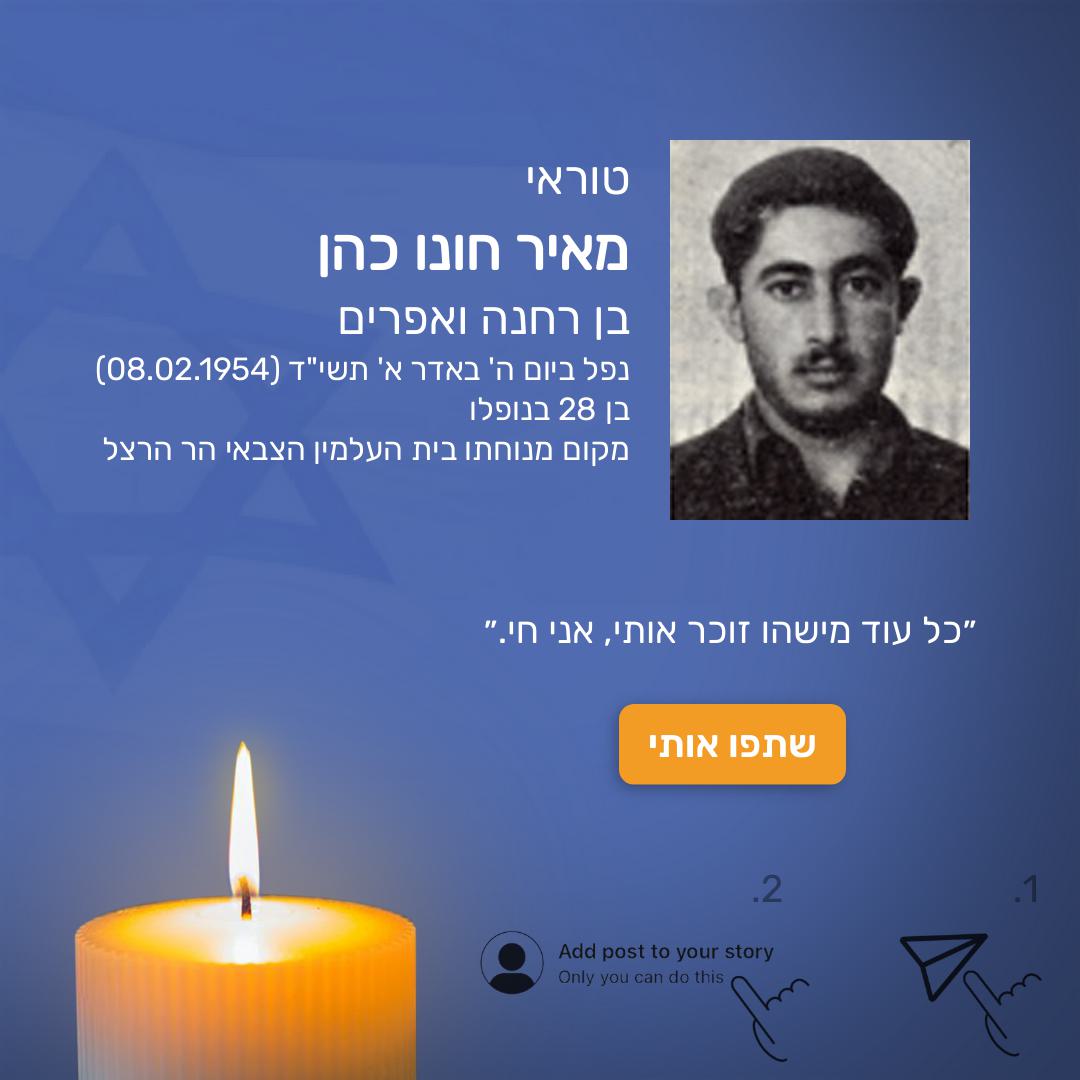 טוראי
מאיר חונו כהן
בן רחנה ואפרים
נפל ביום ה' באדר א' תשי"ד (08.02.1954)
בן 28 בנופלו
מקום מנוחתו בית העלמין הצבאי הר הרצל
״כל עוד מישהו זוכר אותי, אני חי.״
שתפו אותי
.1
.2
Add post to your story
Only you can do this